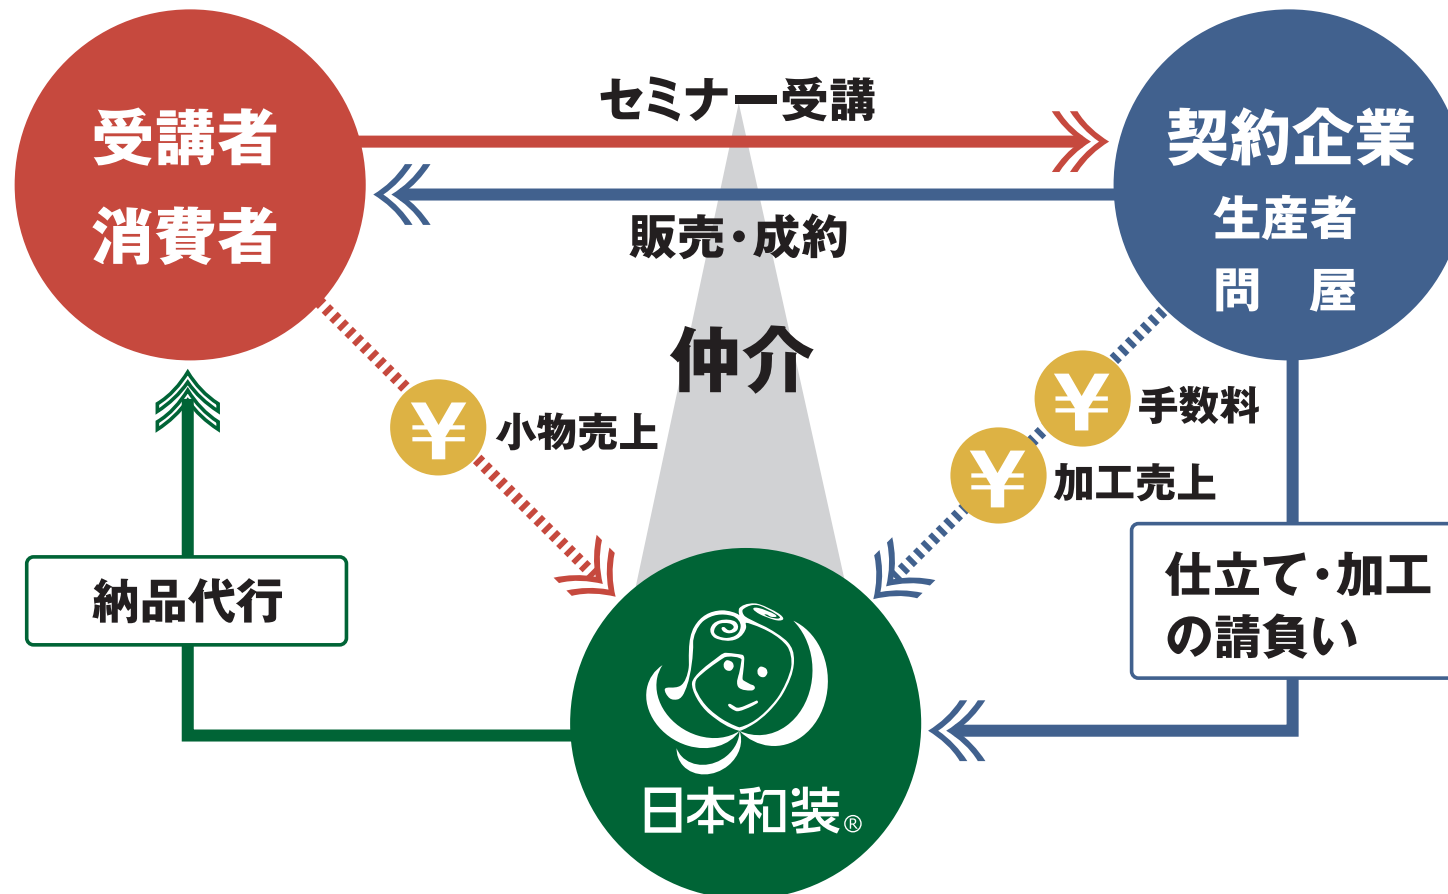 セミナー受講
受講者
消費者
契約企業
生産者
問　屋
販売・成約
仲介
¥
小物売上
¥
手数料
¥
加工売上
納品代行
仕立て・加工
の請負い
日本和装®